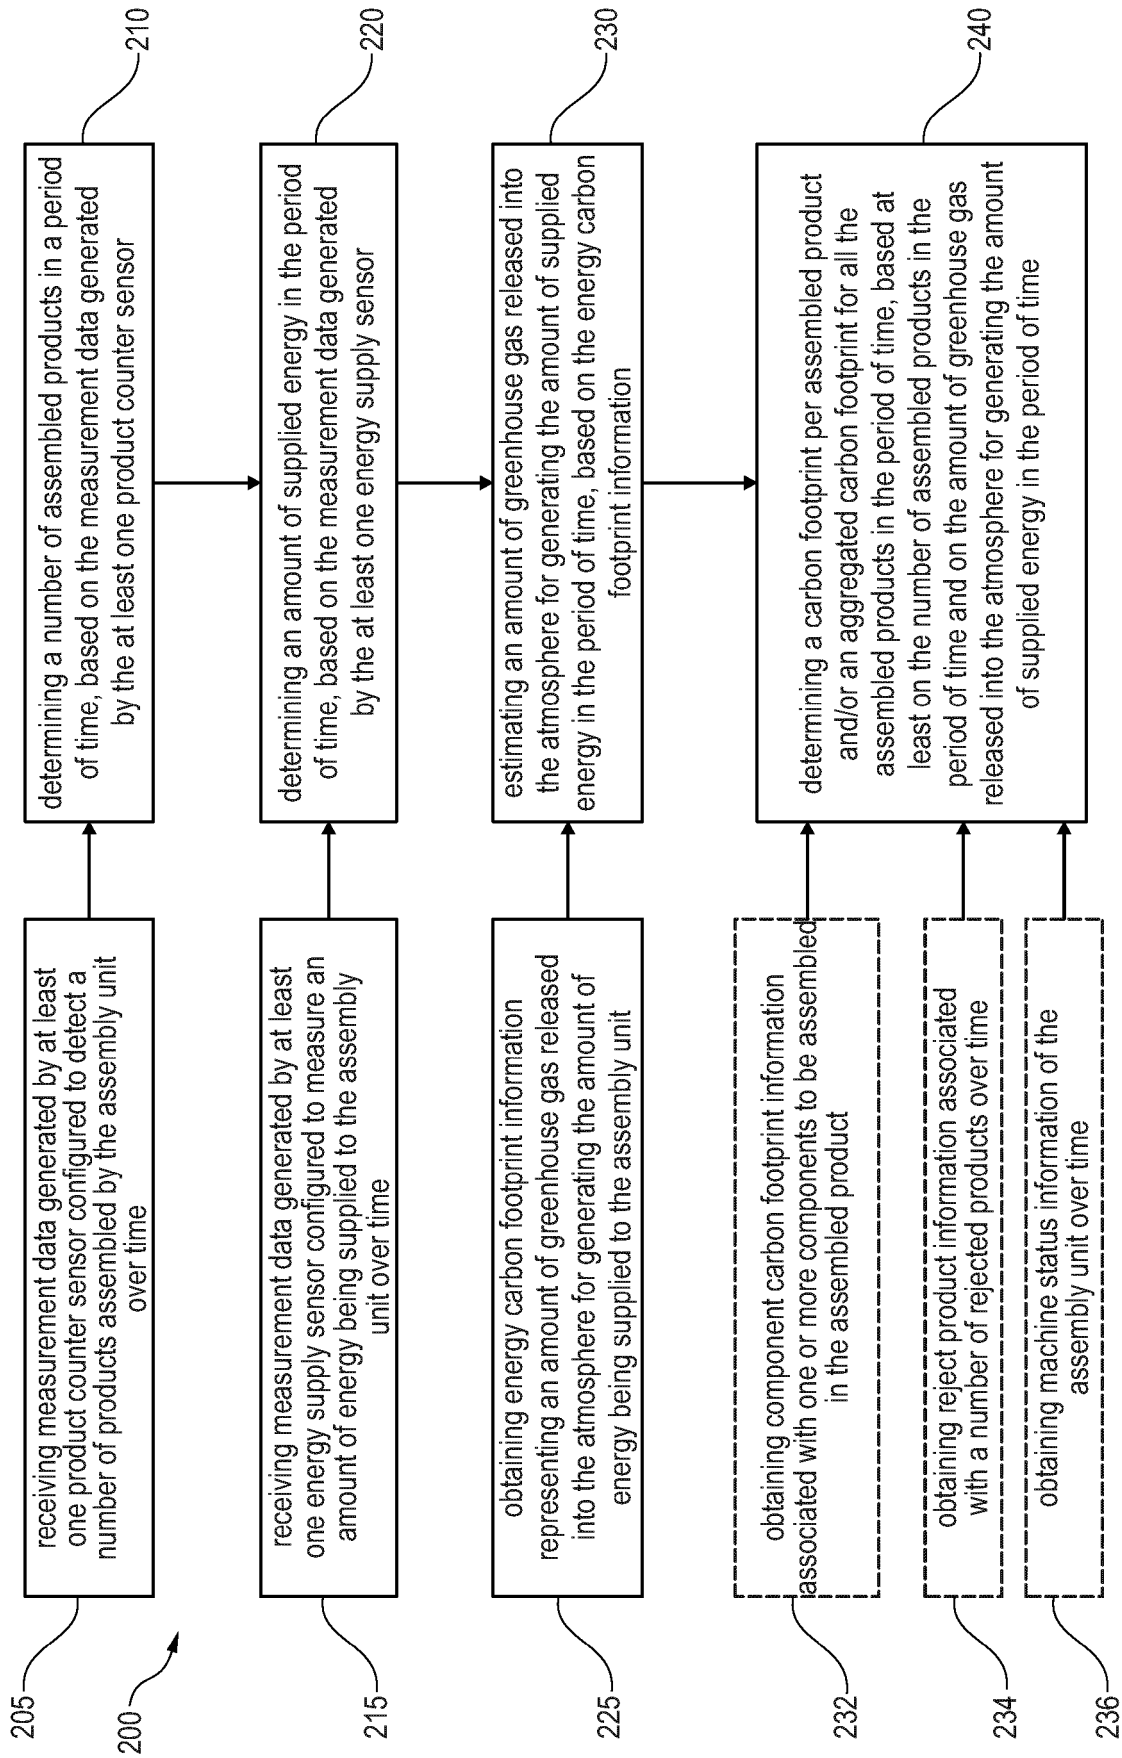 200
205
receiving measurement data generated by at least
one product counter sensor configured to detect a
number of products assembled by the assembly unit
over time
210
determining a number of assembled products in a period
of time, based on the measurement data generated
by the at least one product counter sensor
215
receiving measurement data generated by at least
one energy supply sensor configured to measure an
amount of energy being supplied to the assembly
unit over time
220
determining an amount of supplied energy in the period
of time, based on the measurement data generated
by the at least one energy supply sensor
225
obtaining energy carbon footprint information
representing an amount of greenhouse gas released
into the atmosphere for generating the amount of
energy being supplied to the assembly unit
230
estimating an amount of greenhouse gas released into
the atmosphere for generating the amount of supplied
energy in the period of time, based on the energy carbon
footprint information
232
obtaining component carbon footprint information
associated with one or more components to be assembled
in the assembled product
234
obtaining reject product information associated
with a number of rejected products over time
236
obtaining machine status information of the
assembly unit over time
240
determining a carbon footprint per assembled product
and/or an aggregated carbon footprint for all the
assembled products in the period of time, based at
least on the number of assembled products in the
period of time and on the amount of greenhouse gas
released into the atmosphere for generating the amount
of supplied energy in the period of time